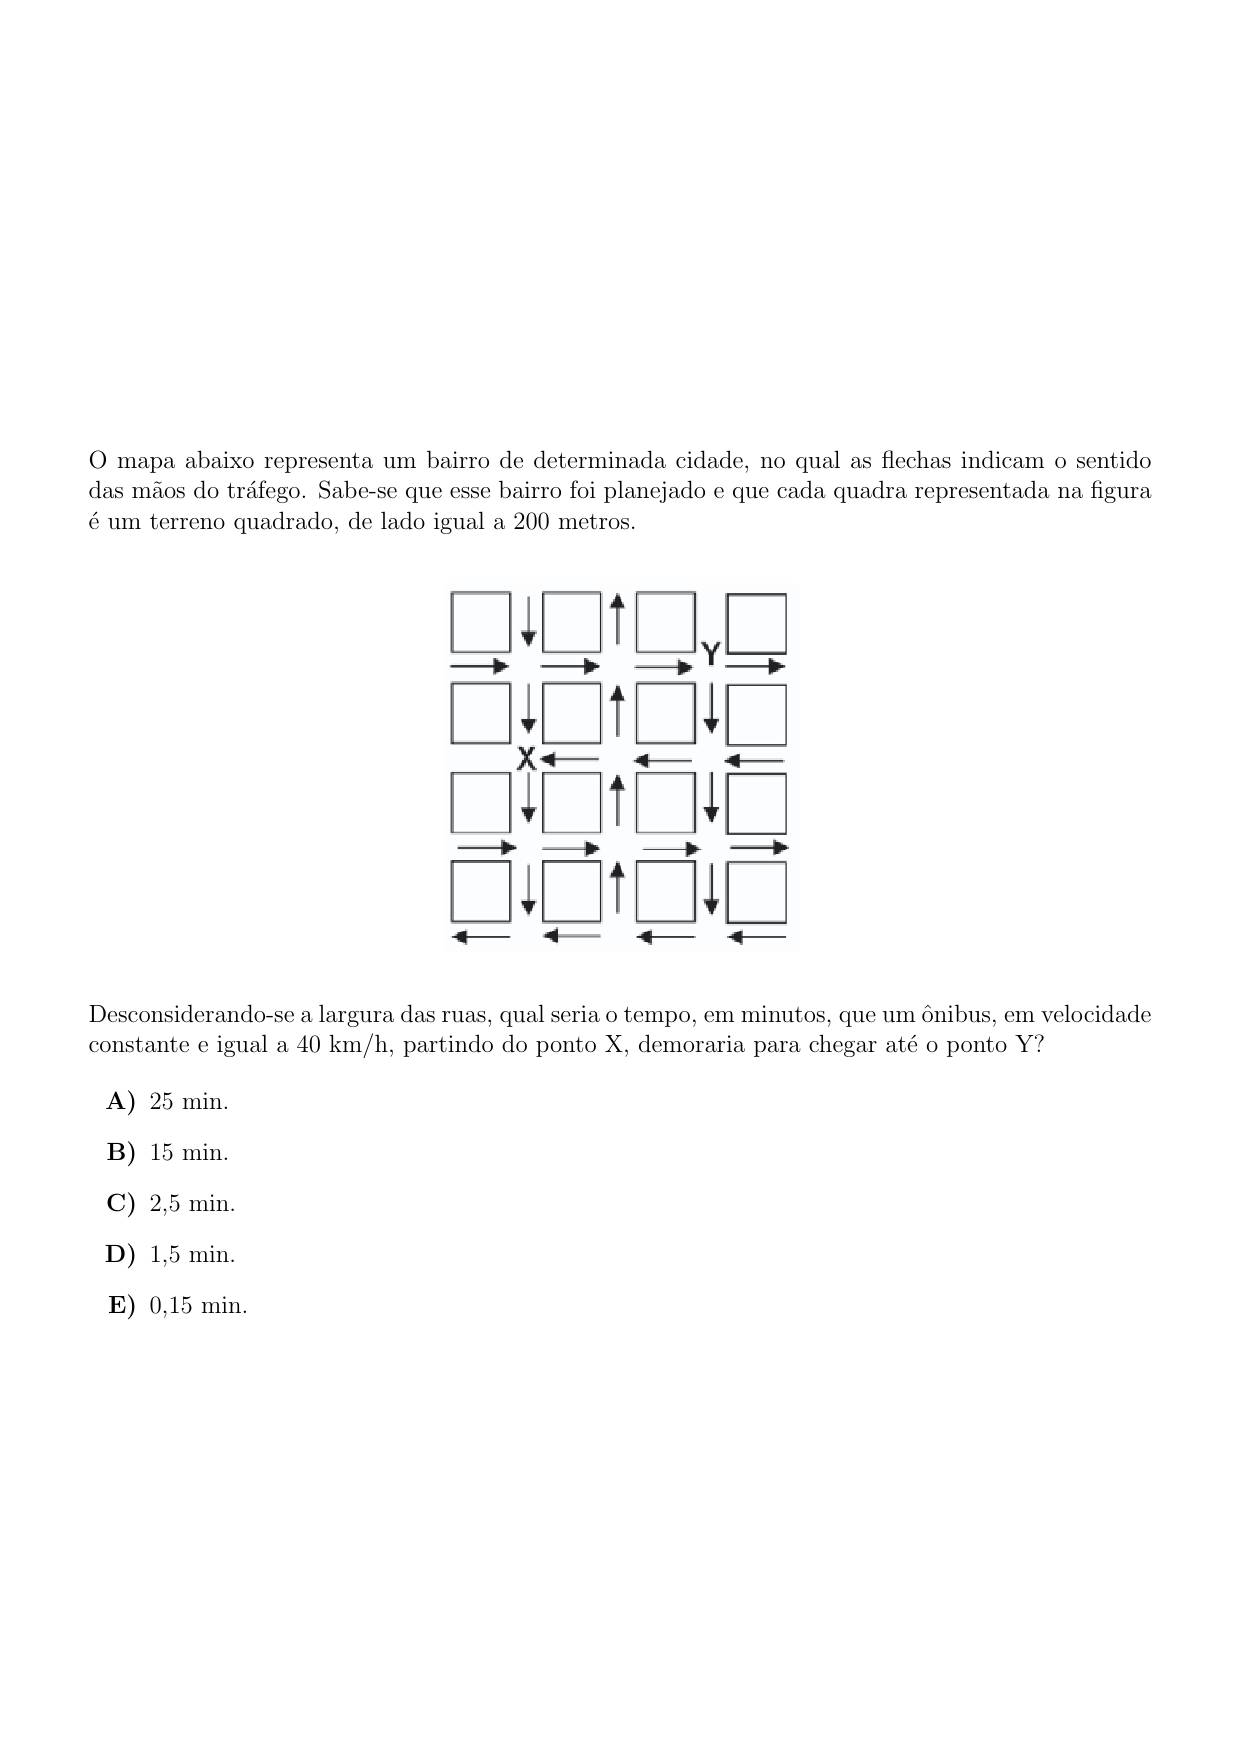 O mapa abaixo representa um bairro de determinada cidade, no qual as flechas indicam o sentido
das mãos do tráfego. Sabe-se que esse bairro foi planejado e que cada quadra representada na figura
é um terreno quadrado, de lado igual a 200 metros.
Y
X
Desconsiderando-se a largura das ruas, qual seria o tempo, em minutos, que um ônibus, em velocidade
constante e igual a 40 km/h, partindo do ponto X, demoraria para chegar até o ponto Y?
A) 25 min.
B) 15 min.
C) 2,5 min.
D) 1,5 min.
E) 0,15 min.